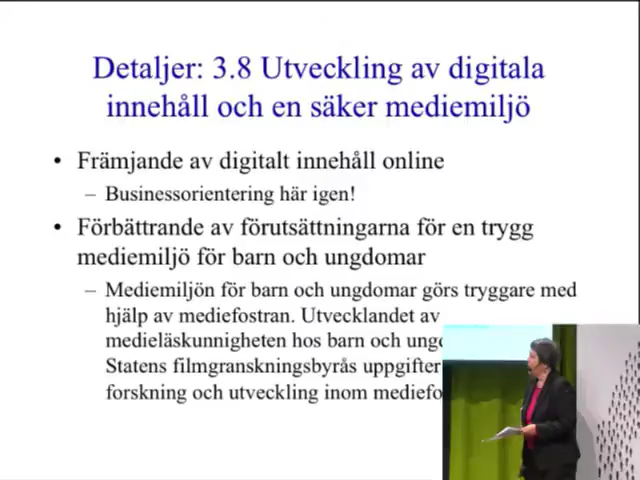 Detaljer: 3.8 Utveckling av digitala
innehåll och en säker mediemiljö
• Främjande av digitalt innehåll online
– Businessorientering här igen!
• Förbättrande av förutsättningarna för en trygg
mediemiljö för barn och ungdomar
– Mediemiljön för barn och ungdomar görs tryggare med
hjälp av mediefostran. Utvecklandet av
medieläskunnigheten hos barn och
Statens filmgranskningsbyrås uppgifter
forskning och utveckling inom